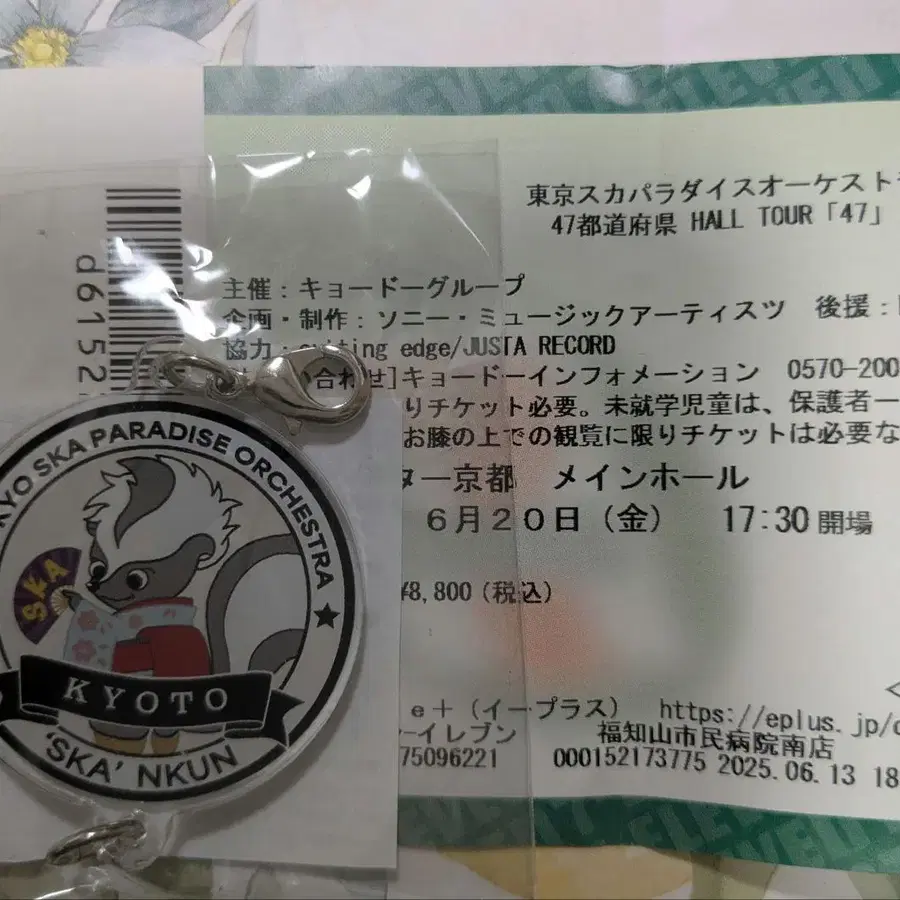 東京スカパラダイスオーケスト
47都道府県 HALL TOUR「47」
主催：キョードーグループ
企画・制作：ソニー・ミュージックアーティスツ 後援：
協力：cutting edge/JUSTA RECORD
合わせ]キョードーインフォメーション 0570-200
りチケット必要。未就学児童は、保護者一
お膝の上での観覧に限りチケットは必要な
ター京都 メインホール
6月20日（金） 17:30開場
¥8,800（税込）
e＋（イープラス） https://eplus.jp/
ーイレブン 福知山市民病院南店
75096221 000152173775 2025.06.13 18
d6152
KYO SKA PARADISE ORCHESTRA ★
SKA
KYOTO
'SKA' NKUN